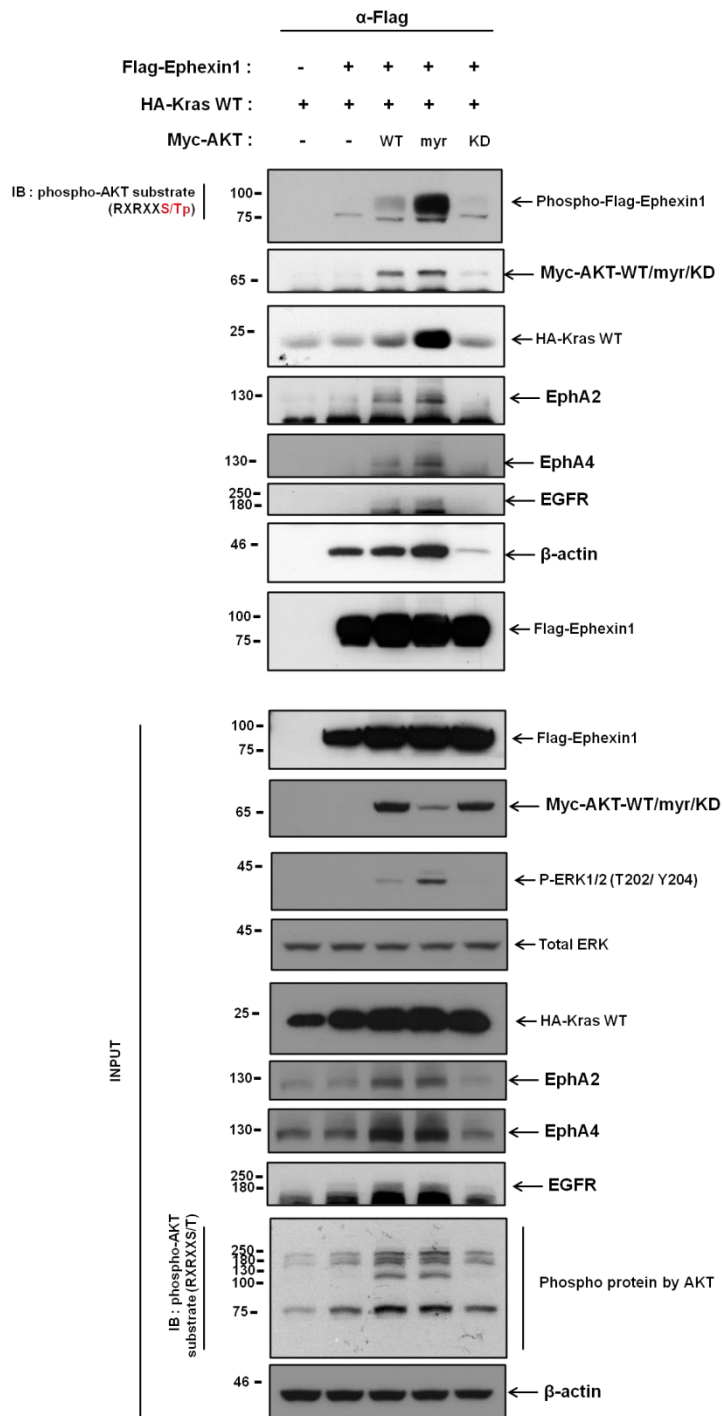 α-Flag
Flag-Ephexin1 : - + + + +
HA-Kras WT : + + + + +
Myc-AKT : - - WT myr KD
IB : phospho-AKT substrate
(RXRXXS/Tp)
100
75
Phospho-Flag-Ephexin1
65
Myc-AKT-WT/myr/KD
25
HA-Kras WT
130
EphA2
130
EphA4
250
180
EGFR
46
β-actin
100
75
Flag-Ephexin1
INPUT
100
75
Flag-Ephexin1
65
Myc-AKT-WT/myr/KD
45
P-ERK1/2 (T202/ Y204)
45
Total ERK
25
HA-Kras WT
130
EphA2
130
EphA4
250
180
EGFR
IB : phospho-AKT
substrate (RXRXXS/T)
250
180
130
100
75
Phospho protein by AKT
46
β-actin